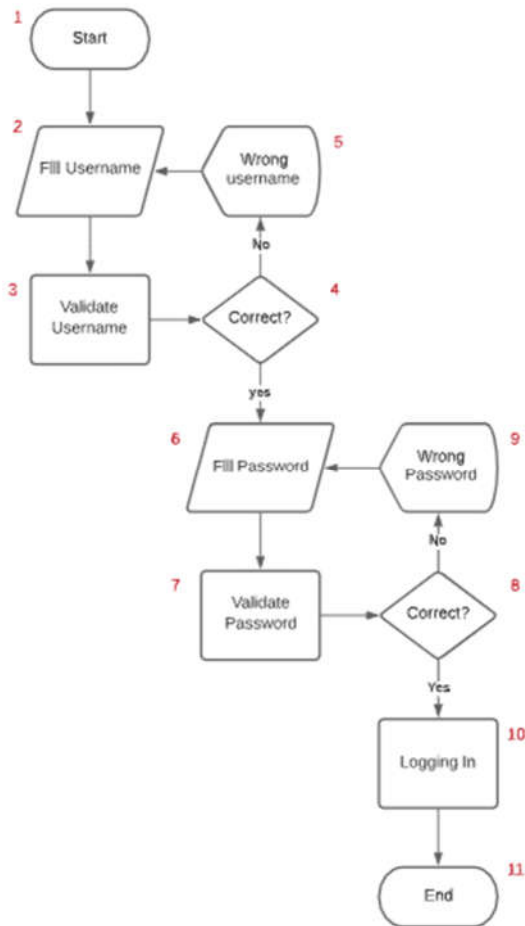 1
Start
2
FIll Username
5
Wrong
username
No
3
Validate
Username
4
Correct?
yes
6
FIll Password
9
Wrong
Password
No
7
Validate
Password
8
Correct?
Yes
10
Logging In
11
End